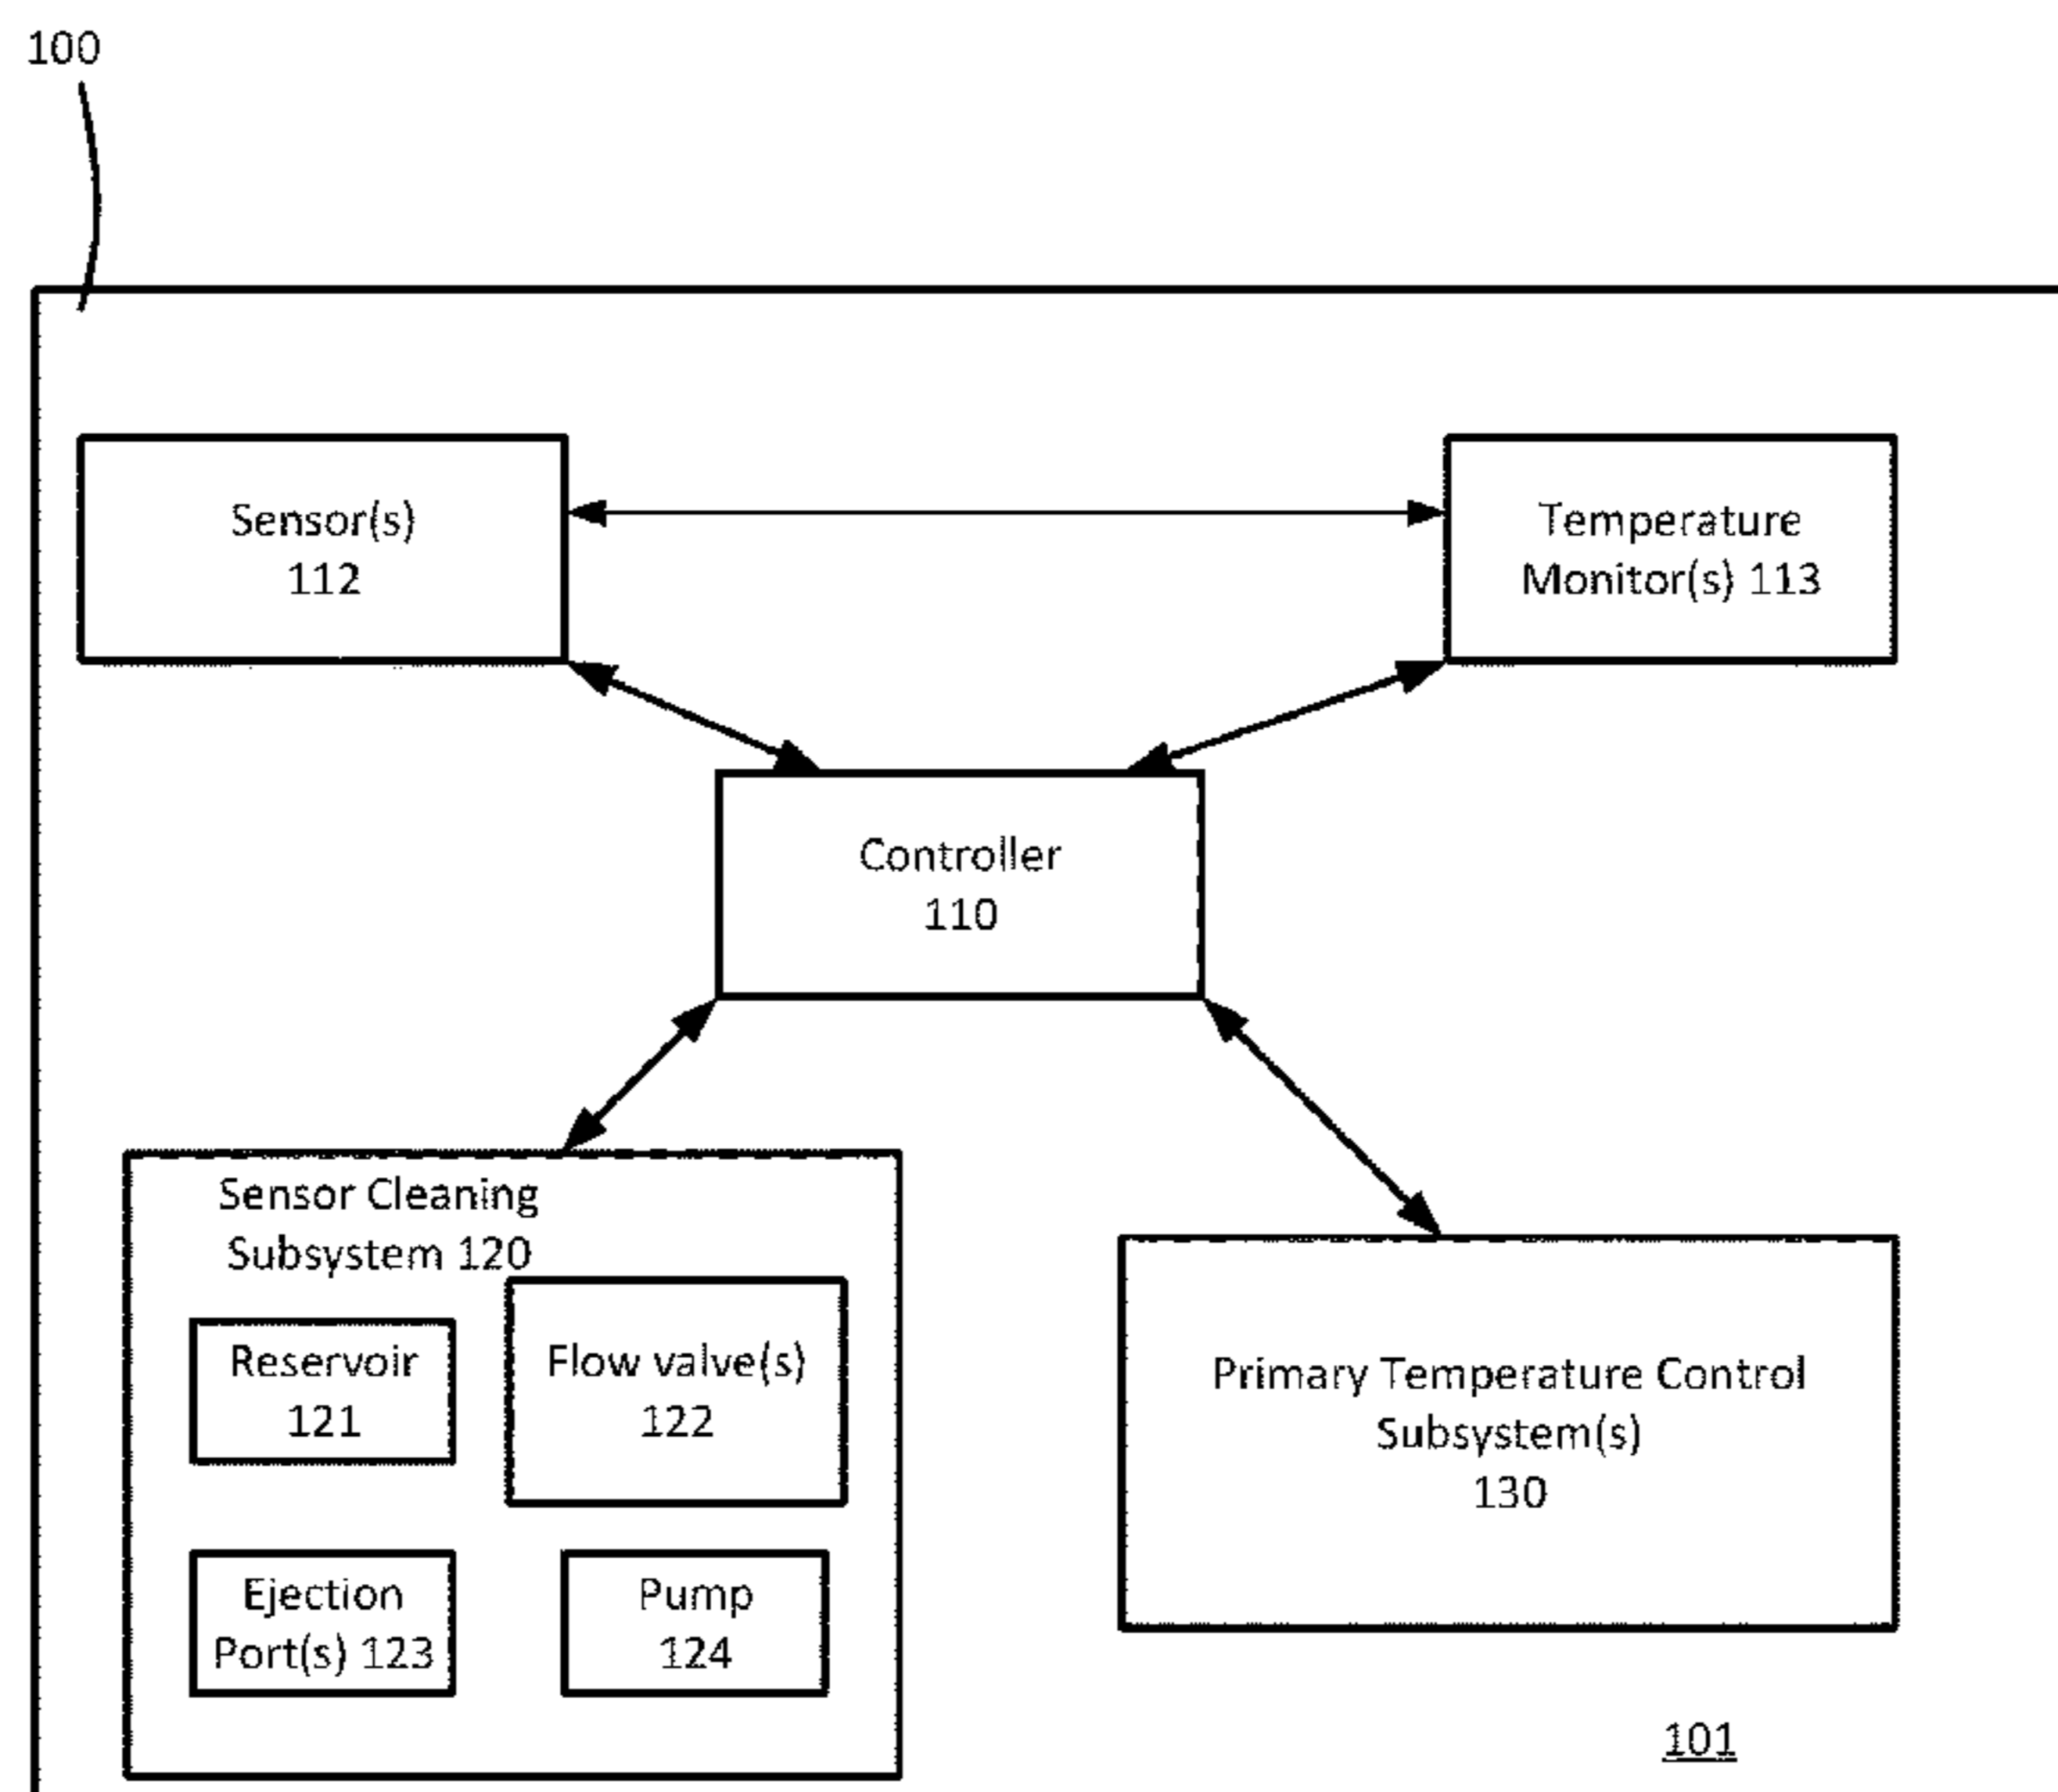 100
Sensor(s)
112
Temperature
Monitor(s) 113
Controller
110
Sensor Cleaning
Subsystem 120
Reservoir
121
Flow valve(s)
122
Ejection
Port(s) 123
Pump
124
Primary Temperature Control
Subsystem(s)
130
101